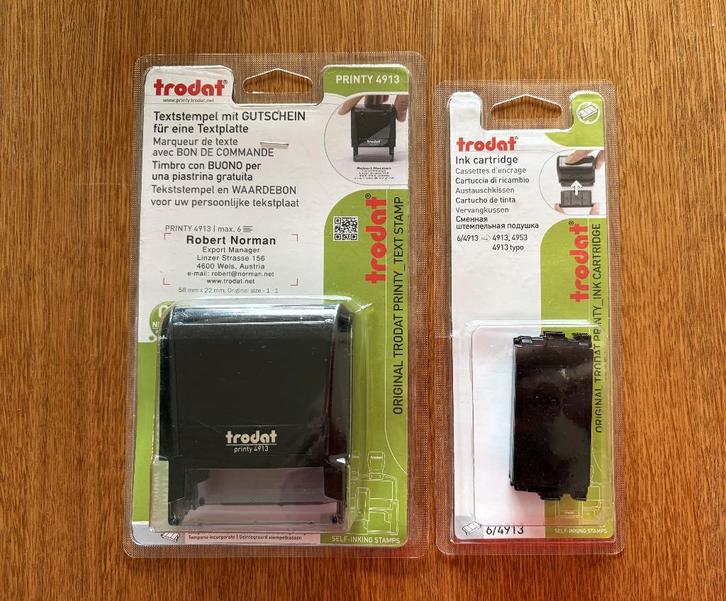 trodat®
www.printy.trodat.net
PRINTY 4913
Textstempel mit GUTSCHEIN
für eine Textplatte
Marqueur de texte
avec BON DE COMMANDE
Timbro con BUONO per
una piastrina gratuita
Tekststempel en WAARDEBON
voor uw persoonlijke tekstplaat
PRINTY 4913 | max. 6
Robert Norman
Export Manager
Linzer Strasse 156
4600 Wels, Austria
e-mail: robert@norman.net
www.trodat.net
58 mm x 22 mm, Original size - 1 : 1
trodat®
ORIGINAL TRODAT PRINTY_TEXT STAMP
trodat
printy 4913
SELF-INKING STAMPS
trodat®
Ink cartridge
Cassettes d'encrage
Cartuccia di ricambio
Austauschkissen
Cartucho de tinta
Vervangkussen
Сменная
штемпельная подушка
6/4913 → 4913, 4953
4913 typo
trodat®
ORIGINAL TRODAT PRINTY_INK CARTRIDGE
6/4913
SELF-INKING STAMPS